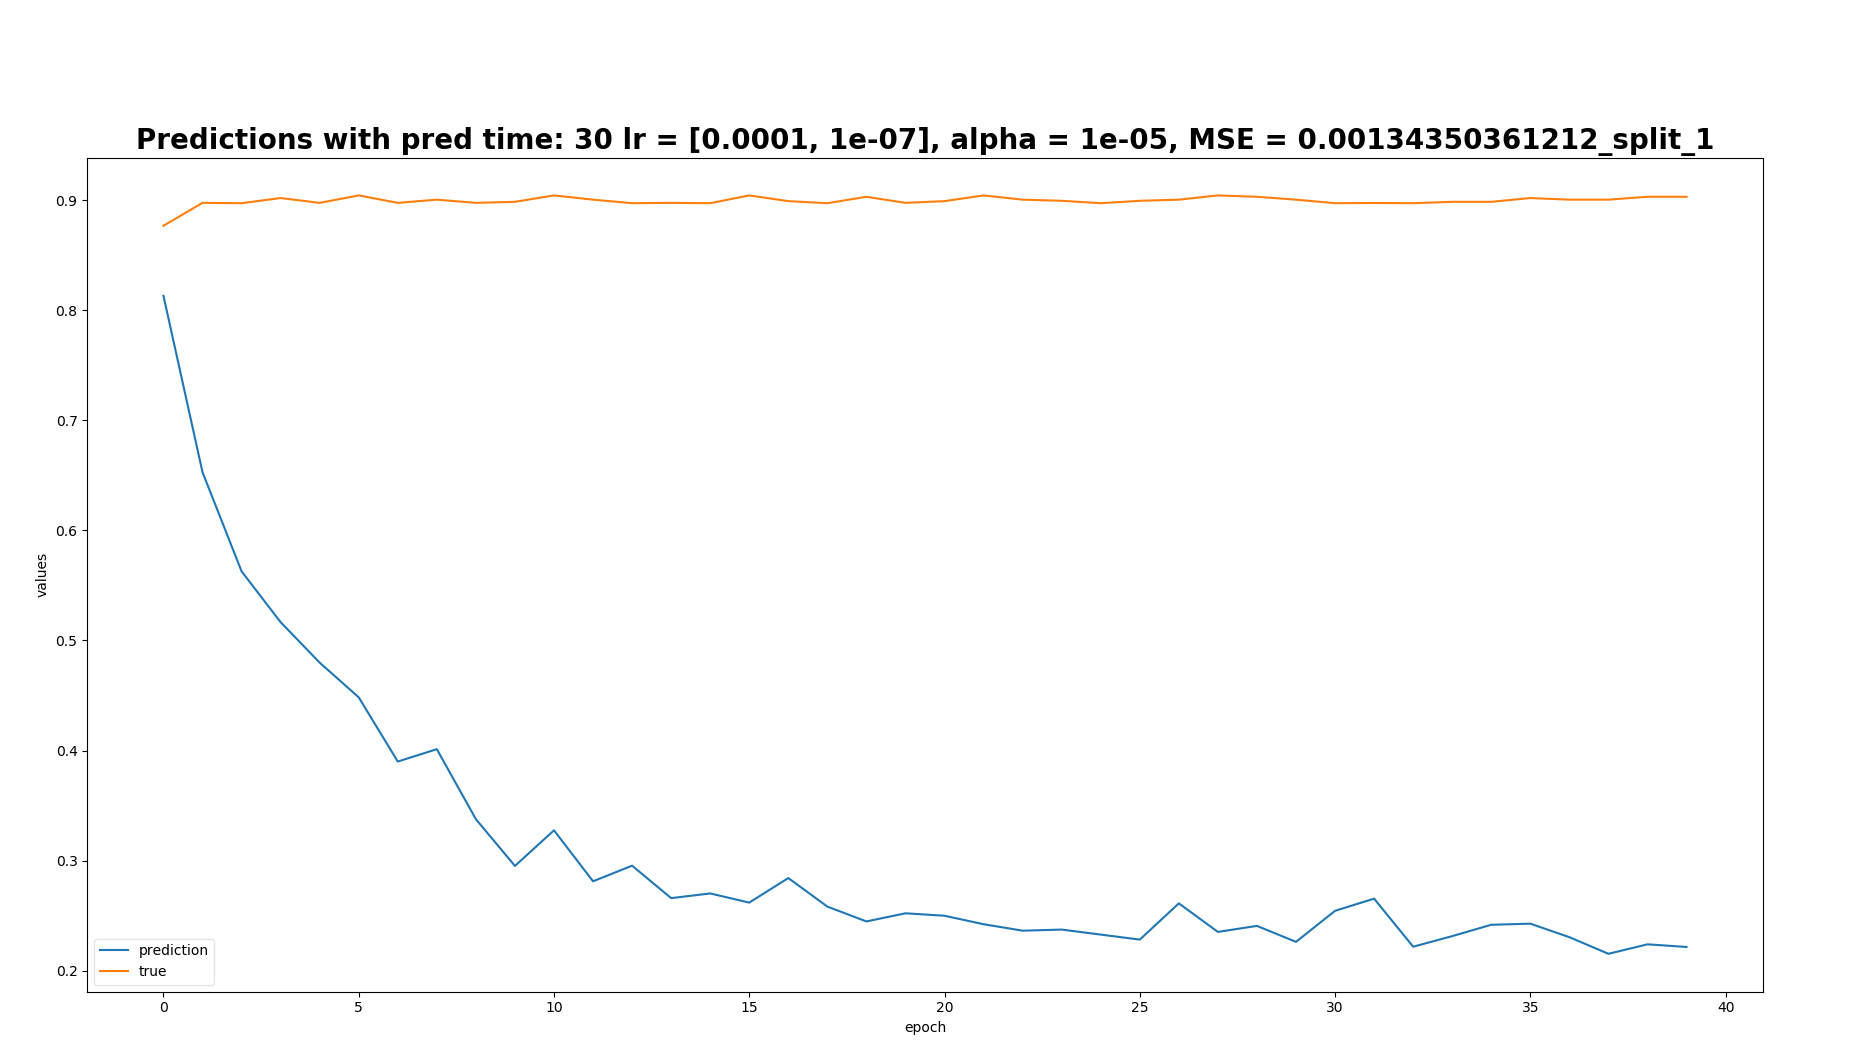 Predictions with pred time: 30 lr = [0.0001, 1e-07], alpha = 1e-05, MSE = 0.00134350361212_split_1
0.9
0.8
0.7
0.6
0.5
0.4
0.3
0.2
values
prediction
true
0 5 10 15 20 25 30 35 40
epoch